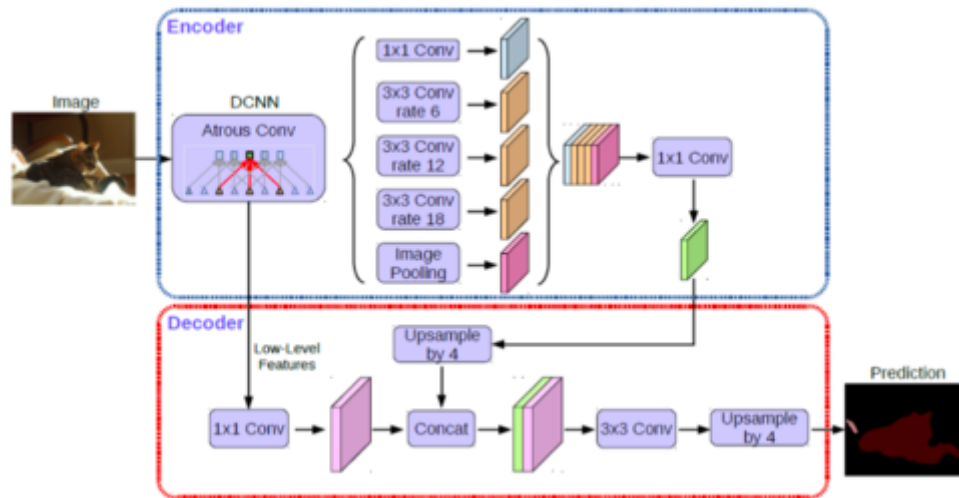 Encoder
Image
DCNN
Atrous Conv
1x1 Conv
3x3 Conv
rate 6
3x3 Conv
rate 12
3x3 Conv
rate 18
Image
Pooling
1x1 Conv
Decoder
Low-Level
Features
Upsample
by 4
1x1 Conv
Concat
3x3 Conv
Upsample
by 4
Prediction